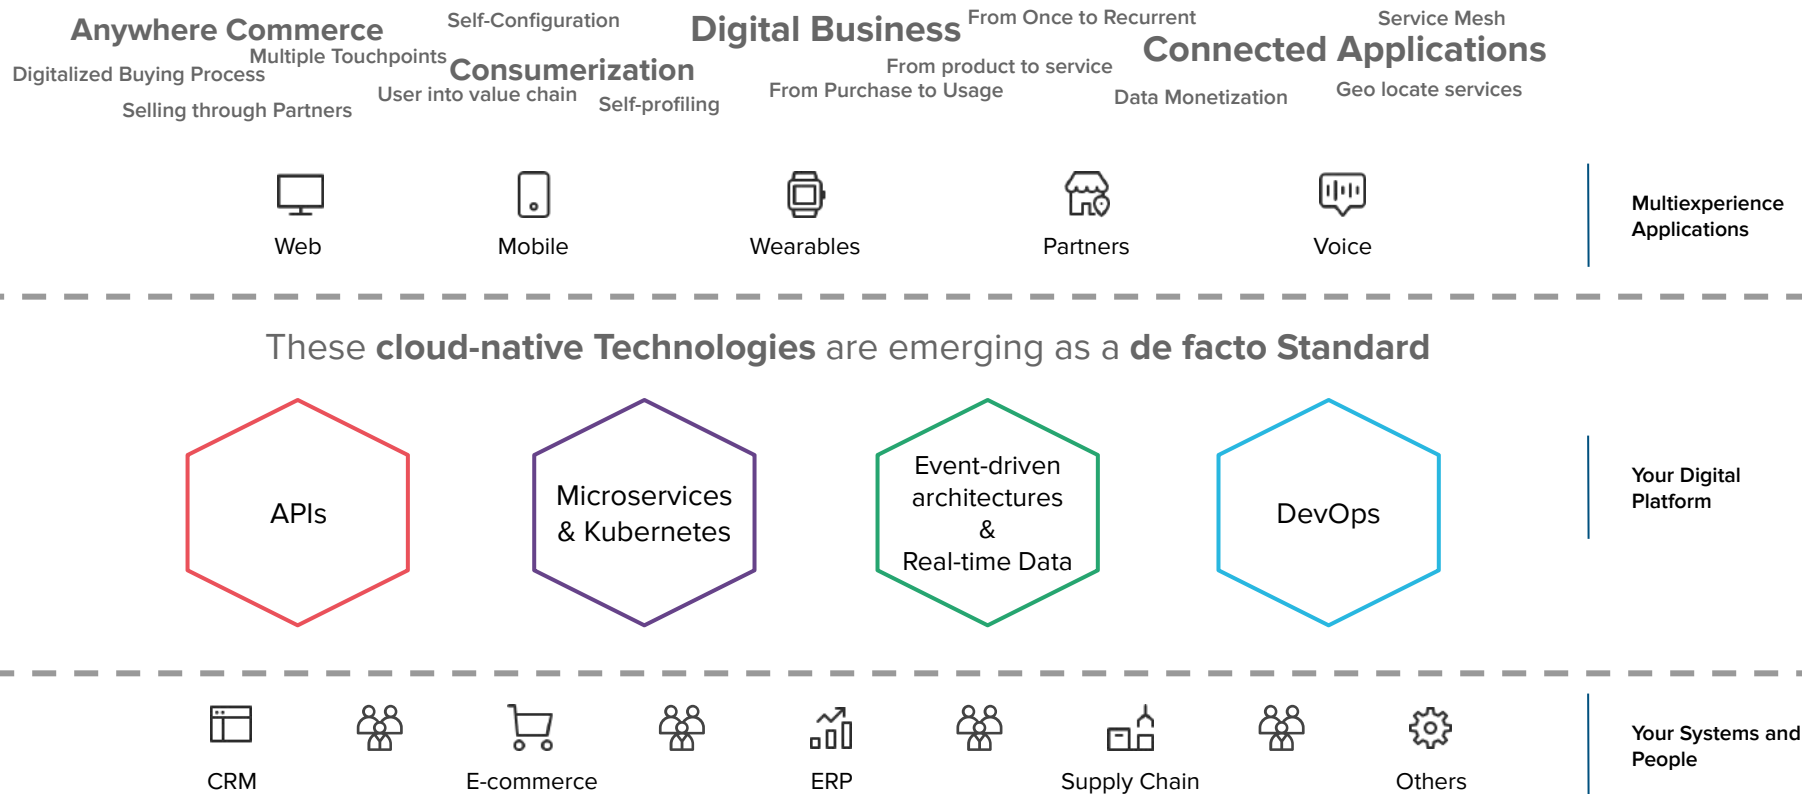 Anywhere Commerce
Self-Configuration
Digital Business
From Once to Recurrent
Service Mesh
Multiple Touchpoints
Connected Applications
Digitalized Buying Process
Consumerization
From product to service
User into value chain
Self-profiling
From Purchase to Usage
Data Monetization
Geo locate services
Selling through Partners
Web
Mobile
Wearables
Partners
Voice
Multiexperience
Applications
These cloud-native Technologies are emerging as a de facto Standard
APIs
Microservices
& Kubernetes
Event-driven
architectures
&
Real-time Data
DevOps
Your Digital
Platform
CRM
E-commerce
ERP
Supply Chain
Others
Your Systems and
People